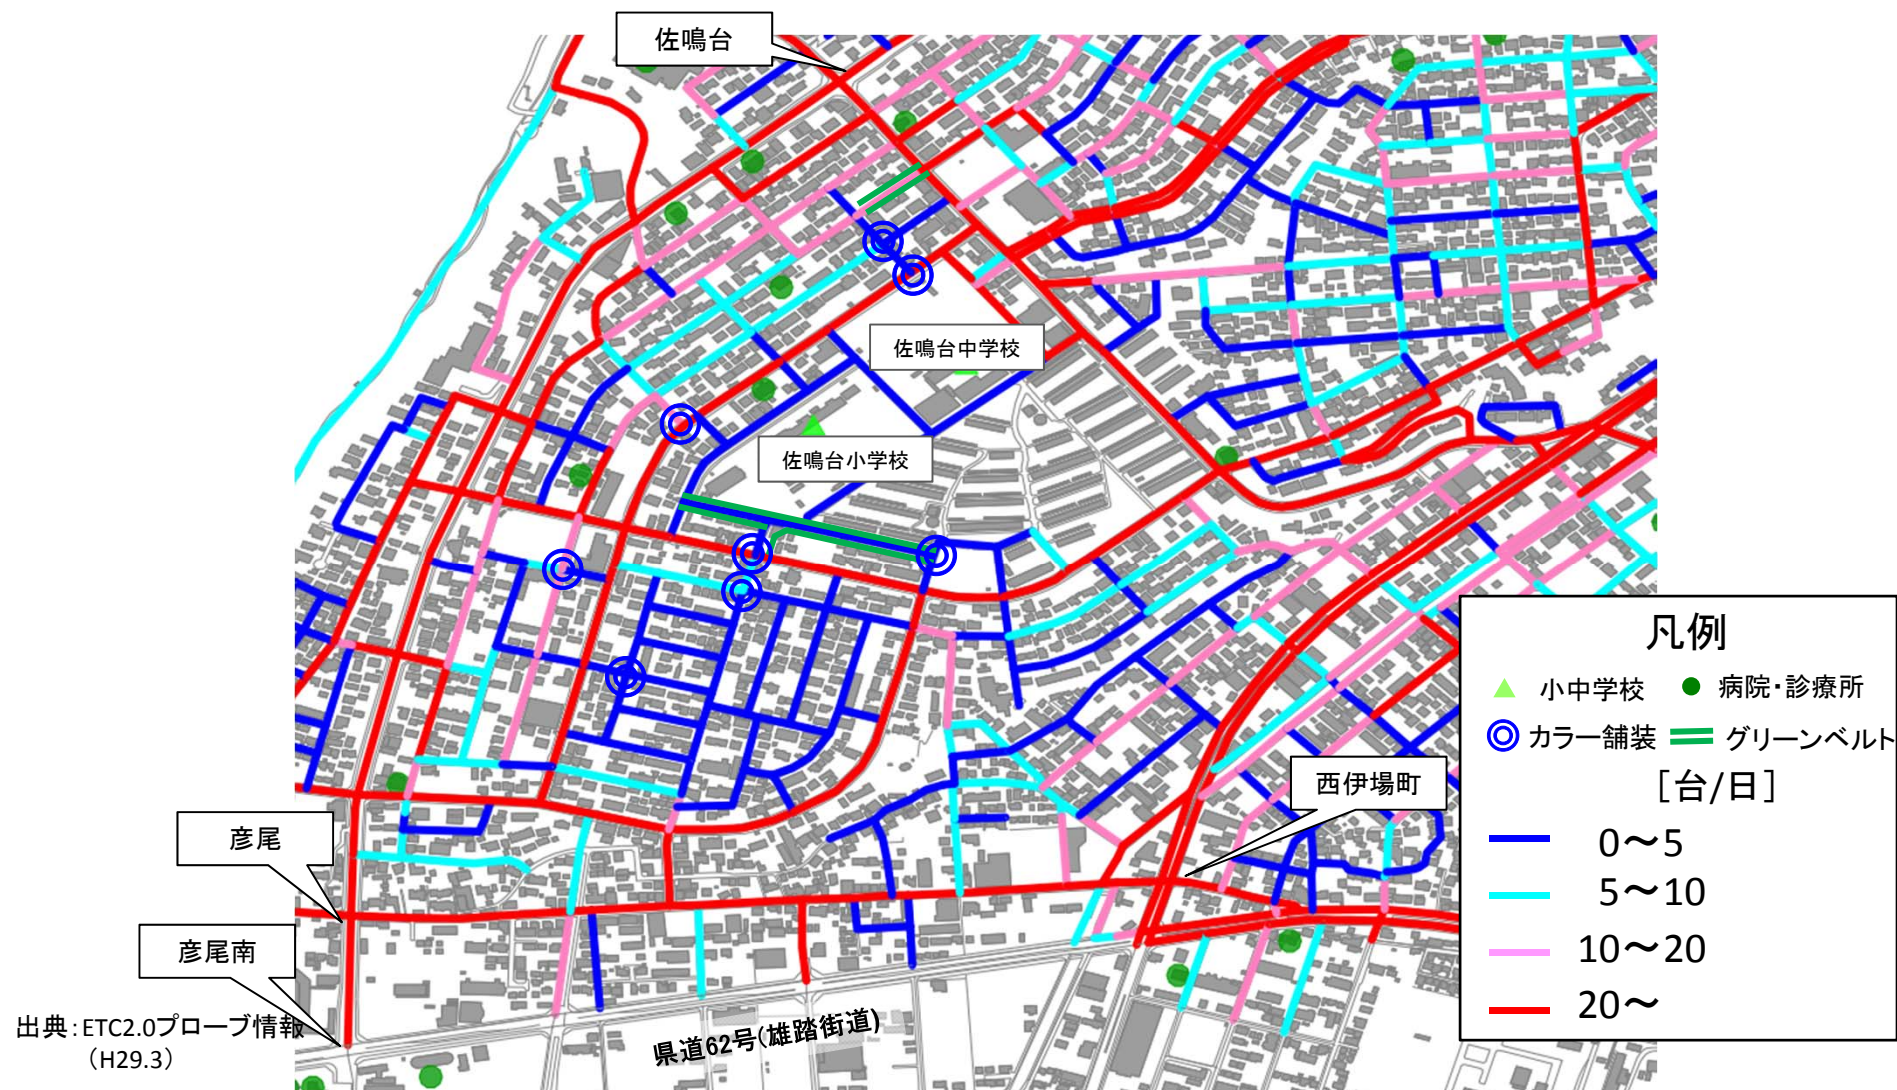 佐鳴台
佐鳴台中学校
佐鳴台小学校
凡例
小中学校
病院・診療所
カラー舗装
グリーンベルト
［台/日］
0～5
5～10
10～20
20～
西伊場町
彦尾
彦尾南
出典：ETC2.0プローブ情報
（H29.3）
県道62号(雄踏街道)